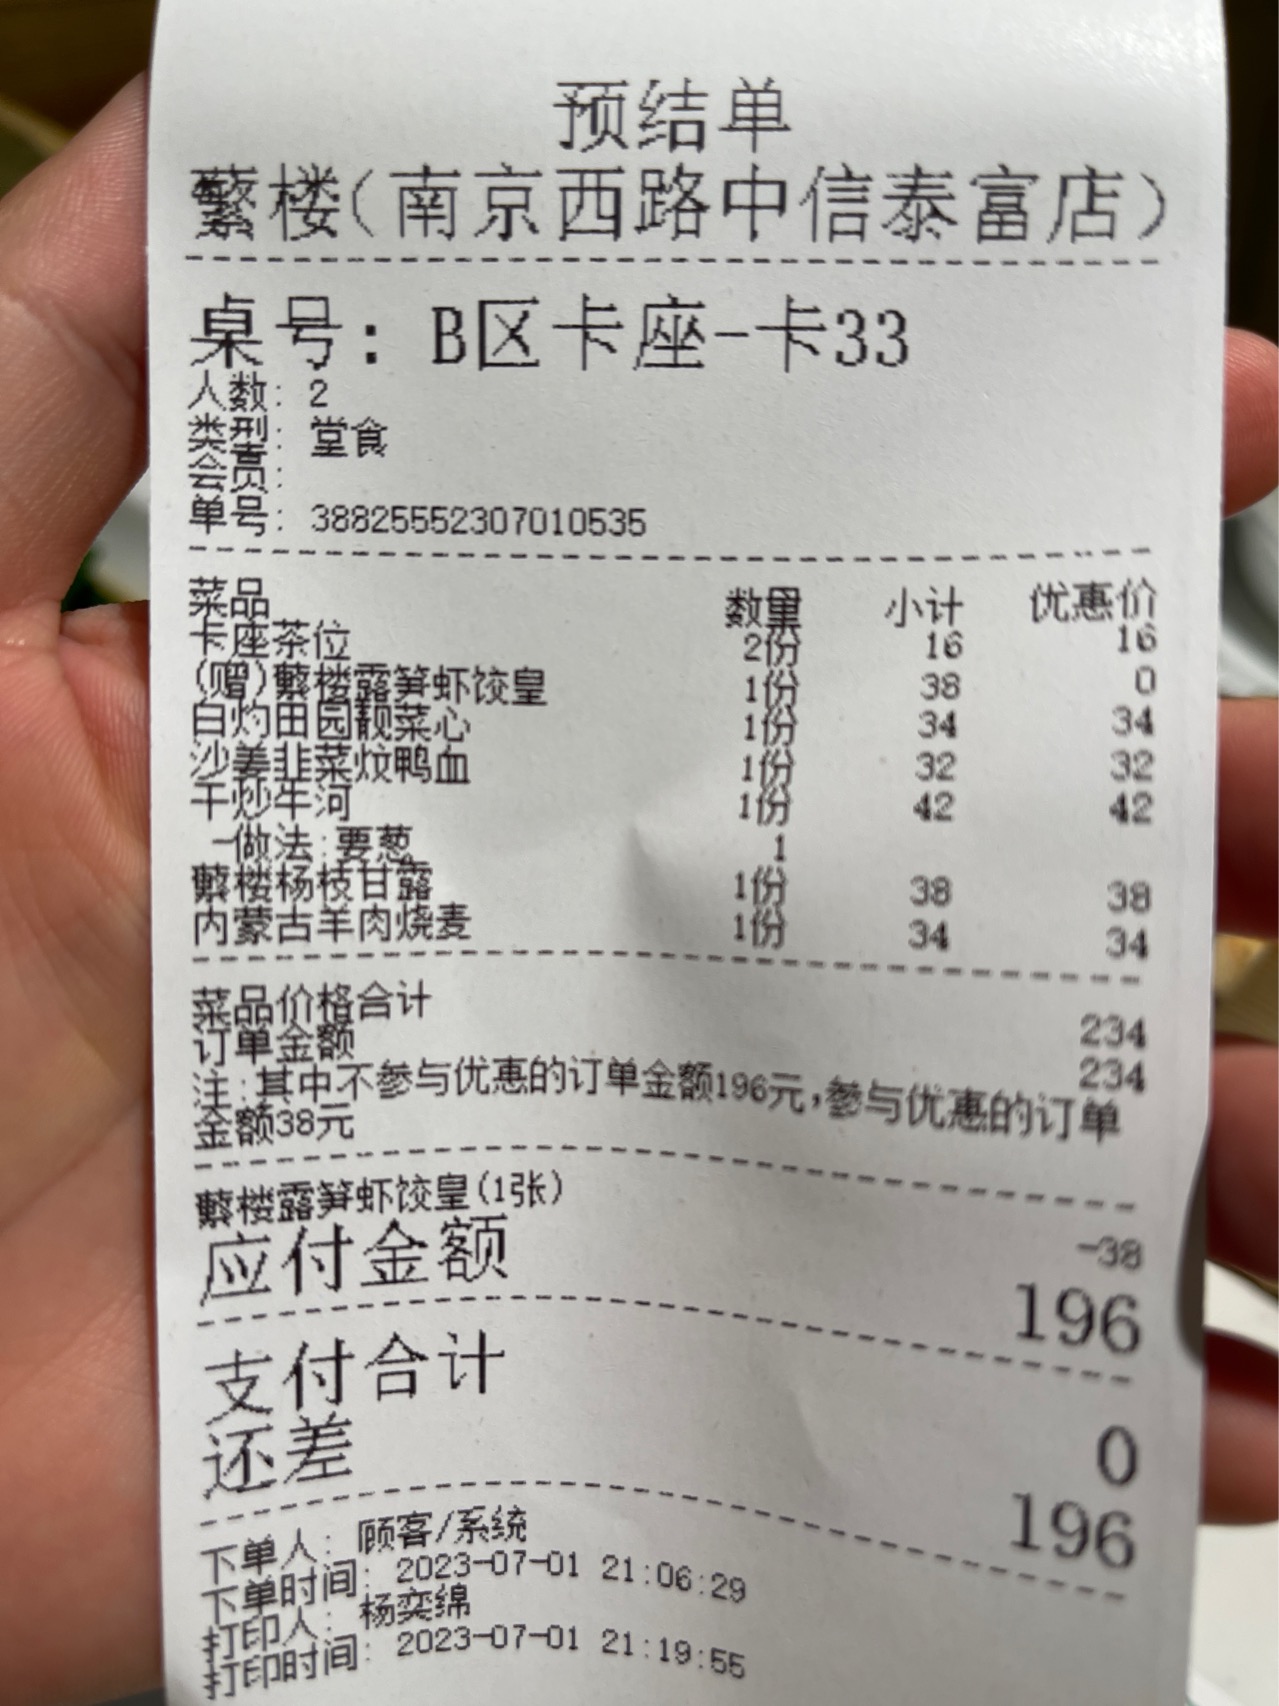 预结单
蘩楼(南京西路中信泰富店)
桌号: B区卡座-卡33
人数: 2
类型: 堂食
会员:
单号: 38825552307010535
菜品 数量 小计 优惠价
卡座茶位 2份 16 16
(赠)蘩楼露笋虾饺皇 1份 38 0
白灼田园靓菜心 1份 34 34
沙姜韭菜炆鸭血 1份 32 32
干炒牛河 1份 42 42
-做法:要葱。 1
蘩楼杨枝甘露 1份 38 38
内蒙古羊肉烧麦 1份 34 34
菜品价格合计 234
订单金额 234
注:其中不参与优惠的订单金额196元,参与优惠的订单
金额38元
蘩楼露笋虾饺皇(1张) -38
应付金额 196
支付合计 0
还差 196
下单人: 顾客/系统
下单时间: 2023-07-01 21:06:29
打印人: 杨奕绵
打印时间: 2023-07-01 21:19:55